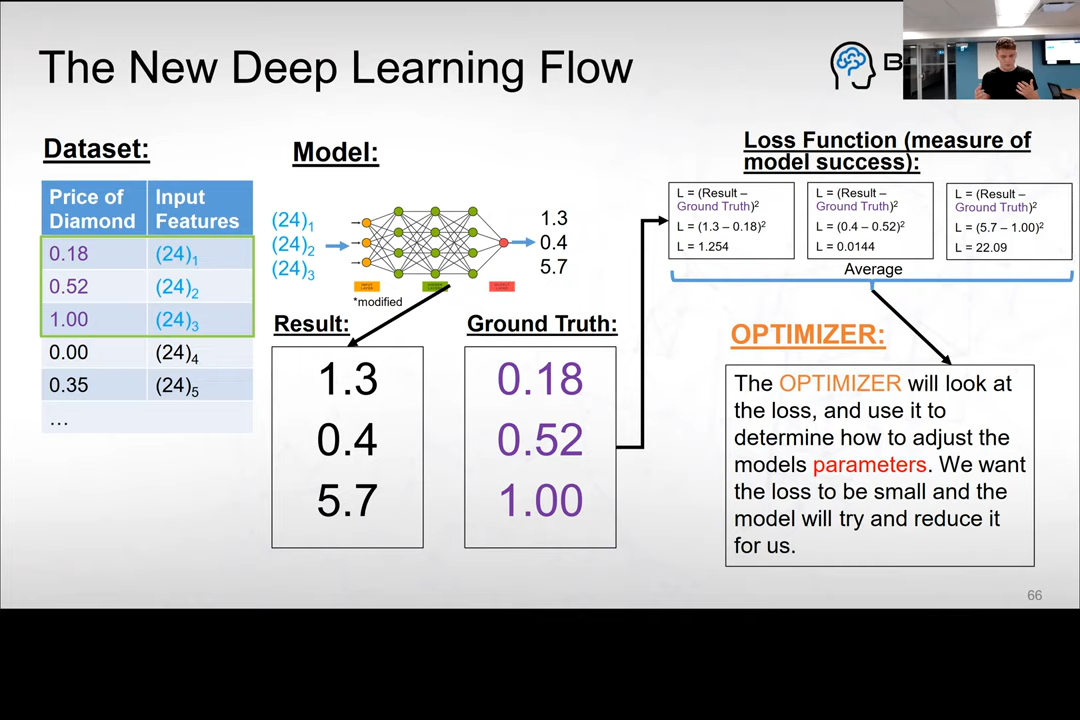 The New Deep Learning Flow
B
Dataset:
Price of Diamond
Input Features
0.18 (24)1
0.52 (24)2
1.00 (24)3
0.00 (24)4
0.35 (24)5
...
Model:
(24)1
(24)2
(24)3
1.3
0.4
5.7
INPUT LAYER
OUTPUT LAYER
*modified
Result:
1.3
0.4
5.7
Ground Truth:
0.18
0.52
1.00
Loss Function (measure of
model success):
L = (Result –
Ground Truth)²
L = (1.3 – 0.18)²
L = 1.254
L = (Result –
Ground Truth)²
L = (0.4 – 0.52)²
L = 0.0144
L = (Result –
Ground Truth)²
L = (5.7 – 1.00)²
L = 22.09
Average
OPTIMIZER:
The OPTIMIZER will look at
the loss, and use it to
determine how to adjust the
models parameters. We want
the loss to be small and the
model will try and reduce it
for us.
66